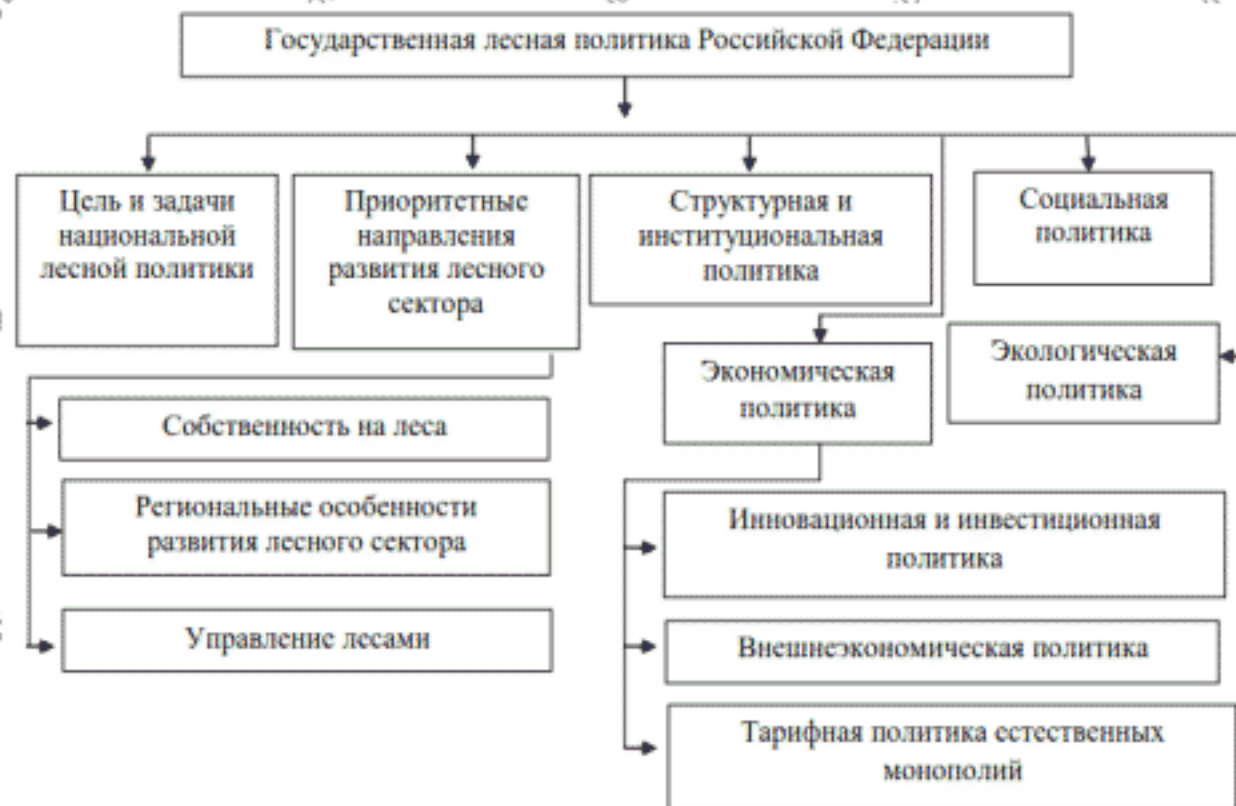 Государственная лесная политика Российской Федерации
Цель и задачи
национальной
лесной политики
Приоритетные
направления
развития лесного
сектора
Структурная и
институциональная
политика
Социальная
политика
Экономическая
политика
Экологическая
политика
Собственность на леса
Региональные особенности
развития лесного сектора
Управление лесами
Инновационная и инвестиционная
политика
Внешнеэкономическая политика
Тарифная политика естественных
монополий